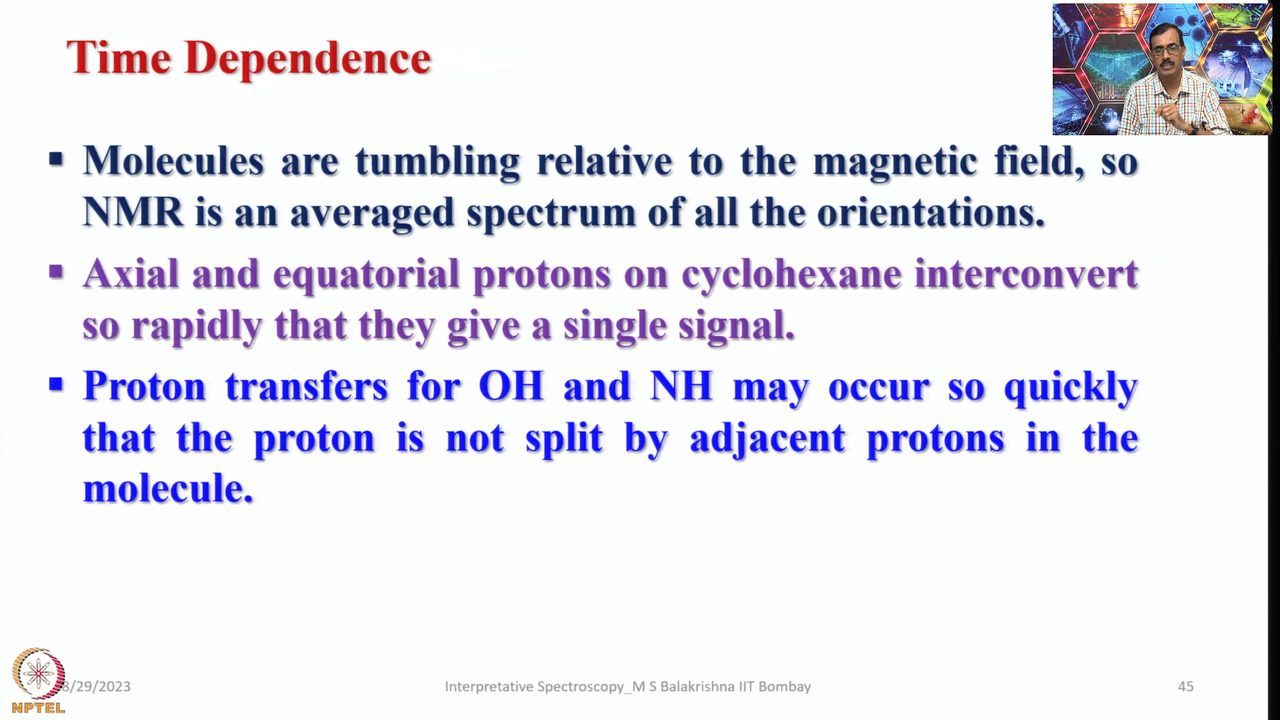 Time Dependence
▪ Molecules are tumbling relative to the magnetic field, so
NMR is an averaged spectrum of all the orientations.
▪ Axial and equatorial protons on cyclohexane interconvert
so rapidly that they give a single signal.
▪ Proton transfers for OH and NH may occur so quickly
that the proton is not split by adjacent protons in the
molecule.
8/29/2023
Interpretative Spectroscopy_M S Balakrishna IIT Bombay
45
NPTEL